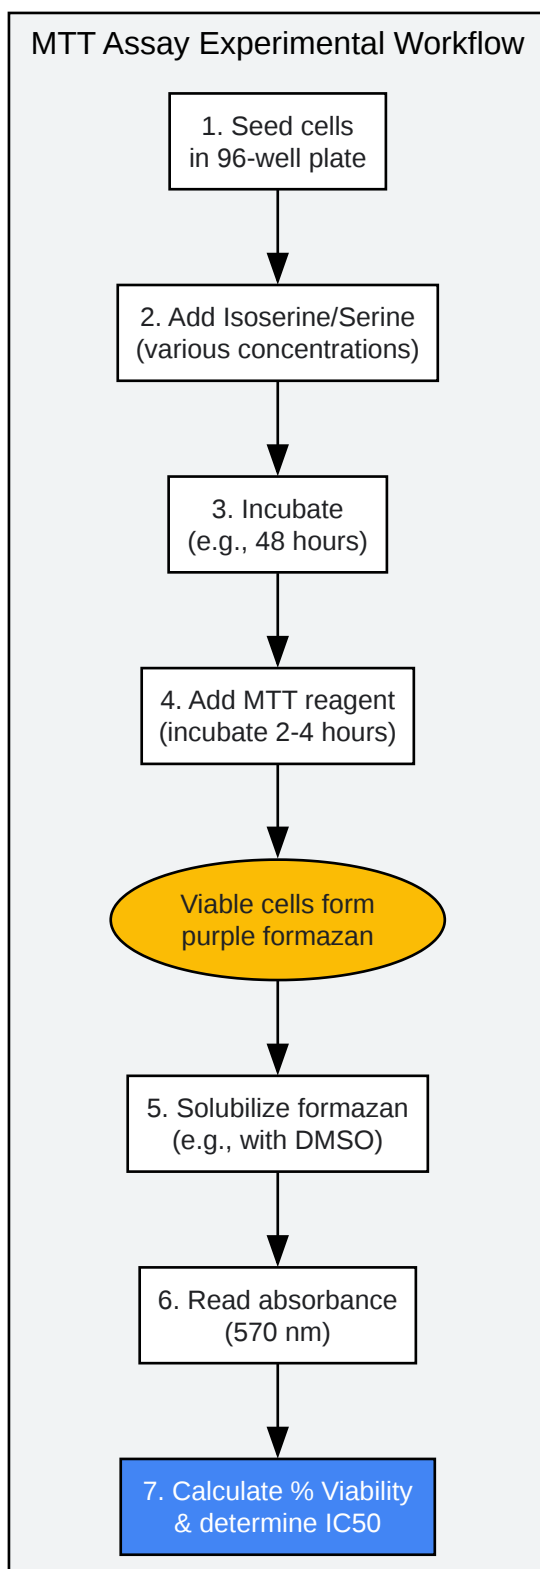 MTT Assay Experimental Workflow
1. Seed cells
in 96-well plate
2. Add Isoserine/Serine
(various concentrations)
3. Incubate
(e.g., 48 hours)
4. Add MTT reagent
(incubate 2-4 hours)
Viable cells form
purple formazan
5. Solubilize formazan
(e.g., with DMSO)
6. Read absorbance
(570 nm)
7. Calculate % Viability
& determine IC50